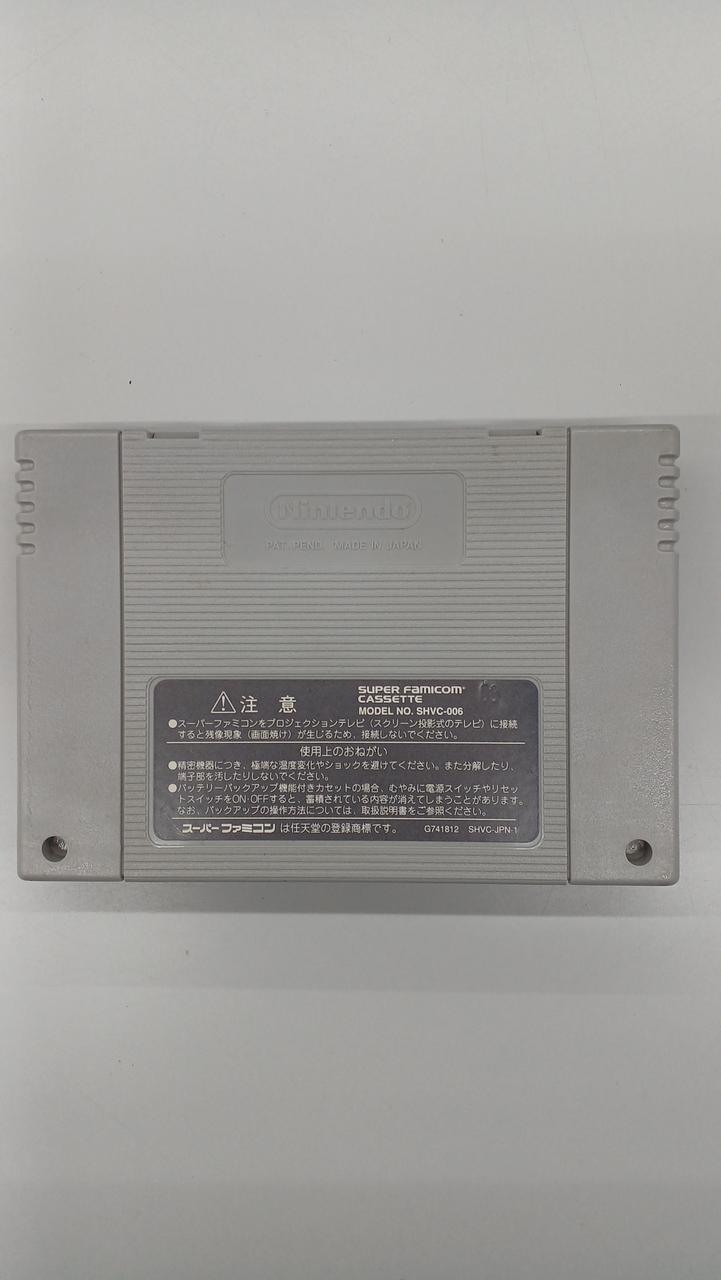 Nintendo
PAT. PEND. MADE IN JAPAN
注意
SUPER FAMICOM
CASSETTE
MODEL NO. SHVC-006
●スーパーファミコンをプロジェクションテレビ（スクリーン投影式のテレビ）に接続
すると残像現象（画面焼け）が生じるため、接続しないでください。
使用上のおねがい
●精密機器につき、極端な温度変化やショックを避けてください。また分解したり、
端子部を汚したりしないでください。
●バッテリーバックアップ機能付きカセットの場合、むやみに電源スイッチやリセッ
トスイッチをON・OFFすると、蓄積されている内容が消えてしまうことがあります。
なお、バックアップの操作方法については、取扱説明書をご参照ください。
スーパーファミコンは任天堂の登録商標です。 G741812 SHVC-JPN-1